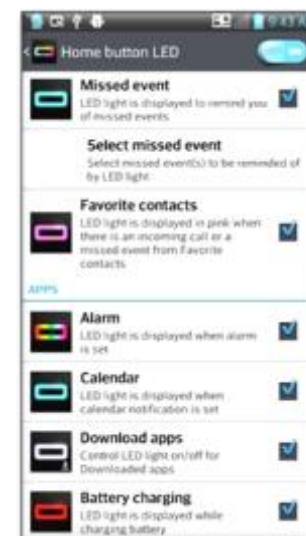 Home button LED
Missed event
LED light is displayed to remind you
of missed events
Select missed event
Select missed event(s) to be reminded of
by LED light
Favorite contacts
LED light is displayed in pink when
there is an incoming call or a
missed event from Favorite
contacts
APPS
Alarm
LED light is displayed when alarm
is set
Calendar
LED light is displayed when
calendar notification is set
Download apps
Control LED light on/off for
Downloaded apps
Battery charging
LED light is displayed while
charging battery